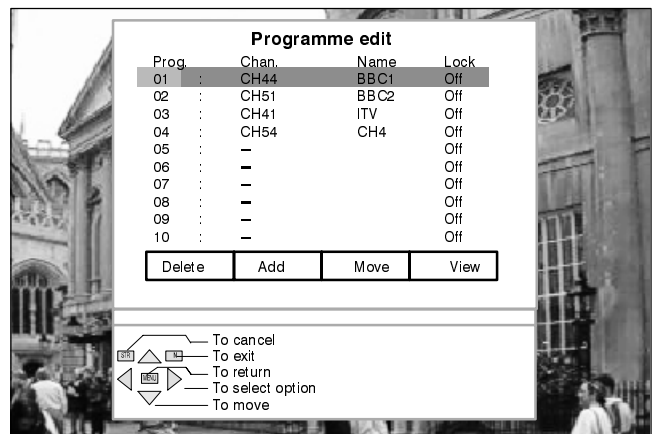 Programme edit
Prog. Chan. Name Lock
01 : CH44 BBC1 Off
02 : CH51 BBC2 Off
03 : CH41 ITV Off
04 : CH54 CH4 Off
05 : – Off
06 : – Off
07 : – Off
08 : – Off
09 : – Off
10 : – Off
Delete Add Move View
To cancel
STR N To exit
MENU To return
To select option
To move